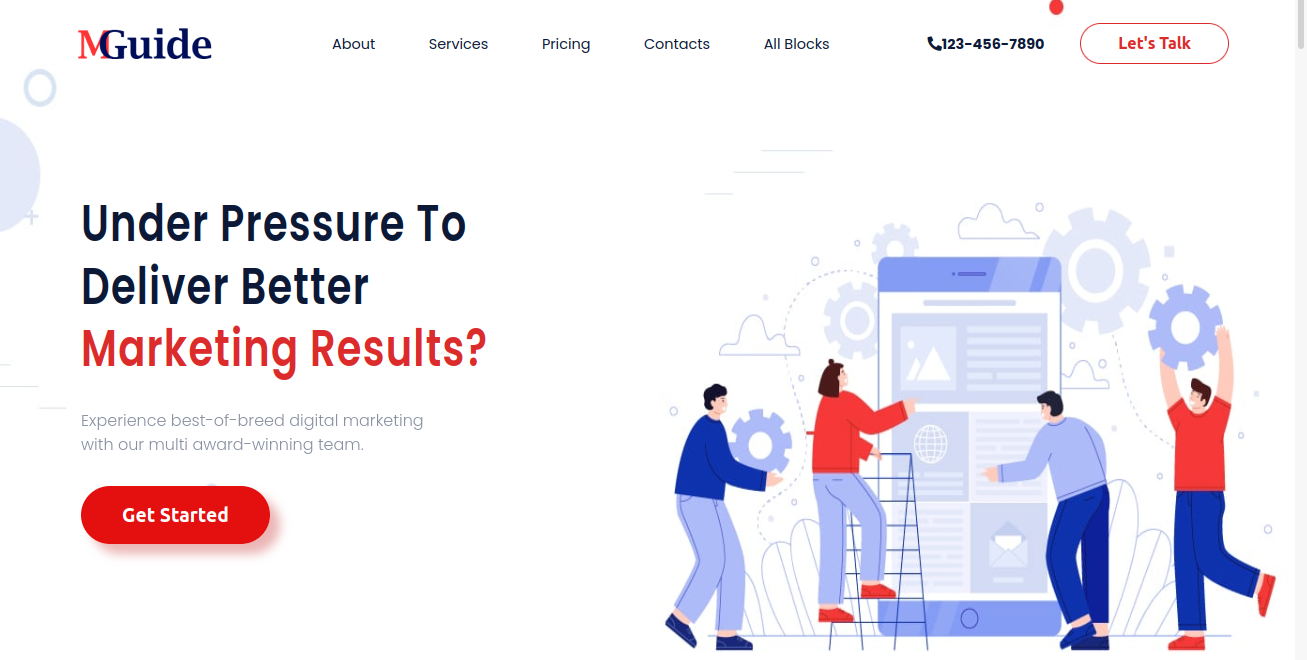 MGuide
About
Services
Pricing
Contacts
All Blocks
123-456-7890
Let's Talk
Under Pressure To
Deliver Better
Marketing Results?
Experience best-of-breed digital marketing
with our multi award-winning team.
Get Started